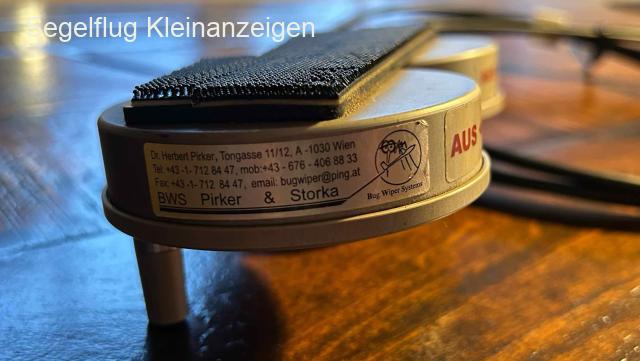 Segelflug Kleinanzeigen
Dr. Herbert Pirker, Tongasse 11/12, A -1030 Wien
Tel: +43 -1- 712 84 47, mob:+43 - 676 - 406 88 33
Fax: +43 -1-712 84 47, email: bugwiper@ping.at
BWS Pirker & Storka
Bug Wiper Systems
AUS